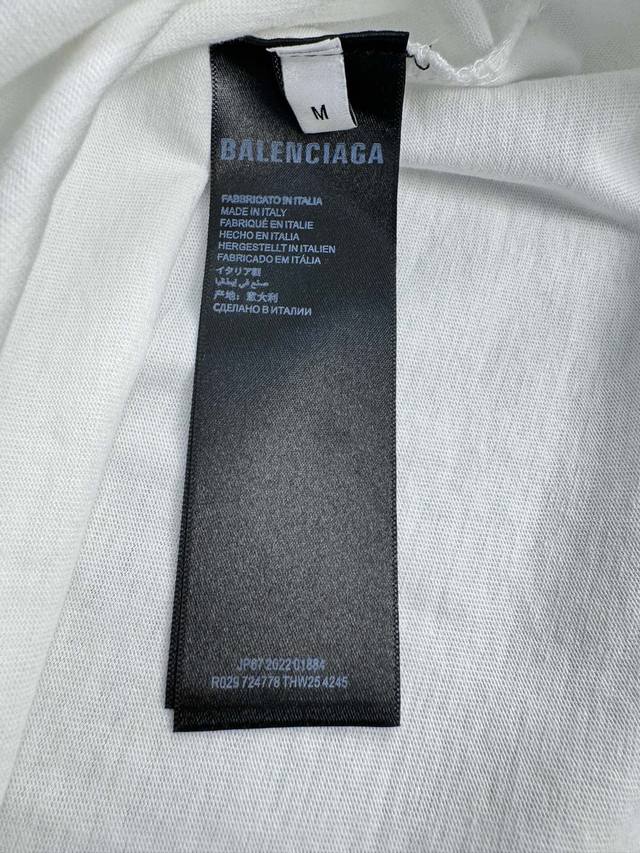 M
BALENCIAGA
FABBRICATO IN ITALIA
MADE IN ITALY
FABRIQUÉ EN ITALIE
HECHO EN ITALIA
HERGESTELLT IN ITALIEN
FABRICADO EM ITÁLIA
イタリア製
صنع في إيطاليا
产地: 意大利
СДЕЛАНО В ИТАЛИИ
JP67 2022 01884
R029 724778 THW25 4245